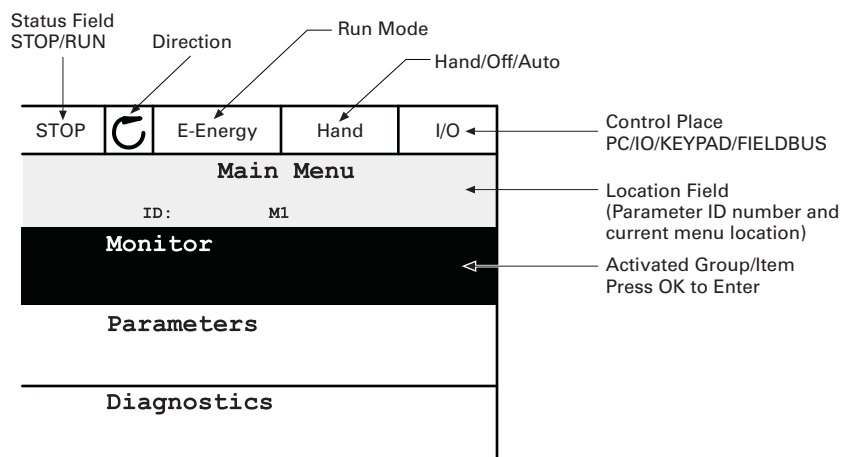 Status Field
STOP/RUN
Direction
Run Mode
Hand/Off/Auto
STOP
E-Energy
Hand
I/O
Control Place
PC/IO/KEYPAD/FIELDBUS
Main Menu
ID: M1
Location Field
(Parameter ID number and
current menu location)
Monitor
Activated Group/Item
Press OK to Enter
Parameters
Diagnostics